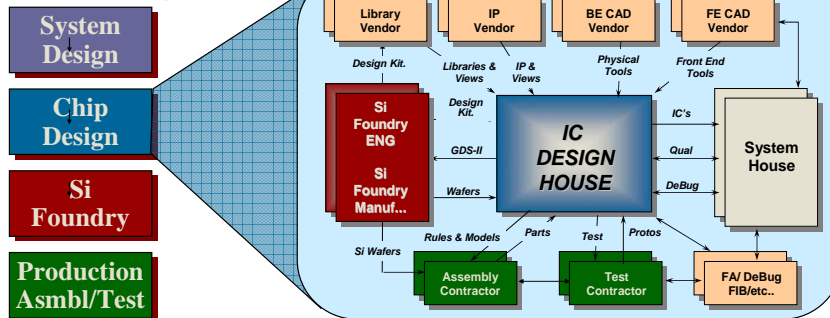 System
Design
Chip
Design
Si
Foundry
Production
Asmbl/Test
Library
Vendor
IP
Vendor
BE CAD
Vendor
FE CAD
Vendor
Design Kit.
Libraries &
Views
IP &
Views
Physical
Tools
Front End
Tools
Si
Foundry
ENG
Si
Foundry
Manuf...
Design
Kit.
GDS-II
Wafers
IC
DESIGN
HOUSE
IC's
Qual
DeBug
System
House
Si Wafers
Rules & Models
Parts
Test
Protos
Assembly
Contractor
Test
Contractor
FA/ DeBug
FIB/etc..